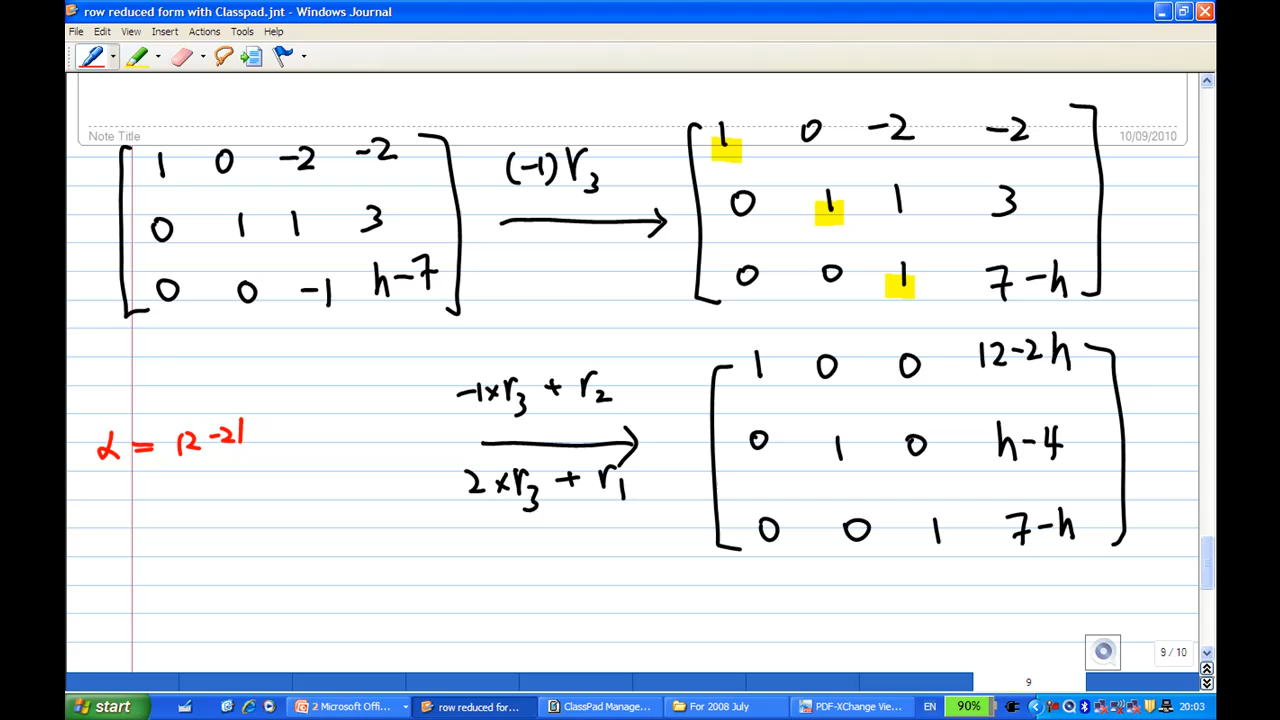 row reduced form with Classpad.jnt - Windows Journal
File Edit View Insert Actions Tools Help
Note Title
10/09/2010
1 0 -2 -2
0 1 1 3
0 0 -1 h-7
(-1)r3
1 0 -2 -2
0 1 1 3
0 0 1 7-h
-1×r3 + r2
2×r3 + r1
1 0 0 12-2h
0 1 0 h-4
0 0 1 7-h
α = 12-21
9 / 10
9
start
2 Microsoft Offi...
row reduced form...
ClassPad Manage...
For 2008 July
PDF-XChange Vie...
EN
90%
20:03